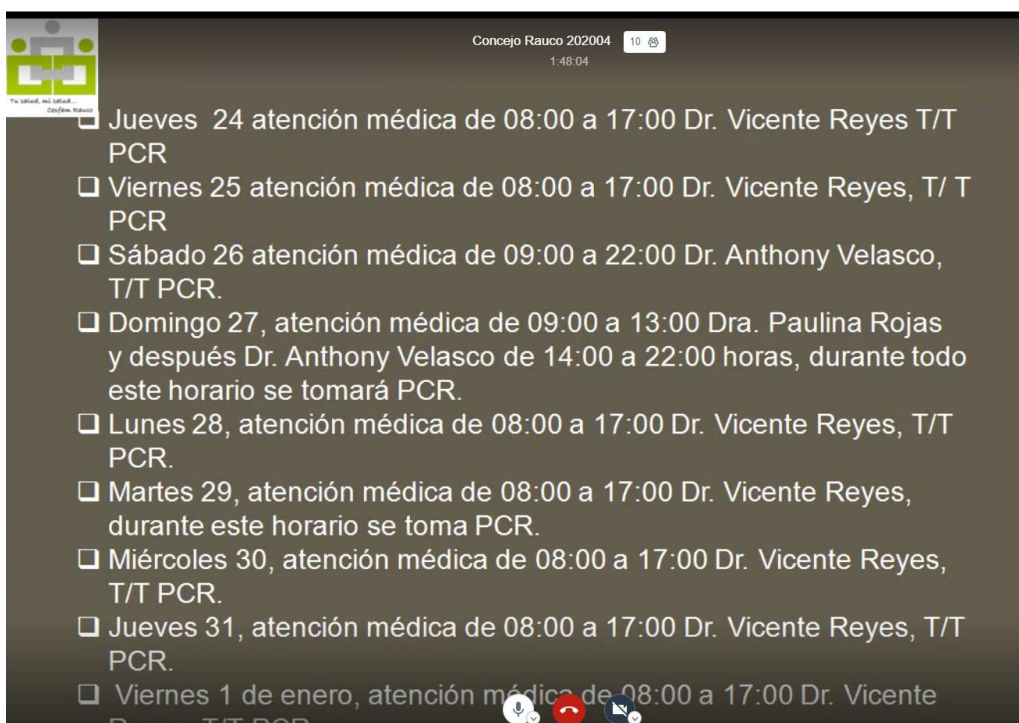 Concejo Rauco 202004 10
1:48:04
Tu salud, mi salud...
Cesfam Rauco
Jueves 24 atención médica de 08:00 a 17:00 Dr. Vicente Reyes T/T
PCR
Viernes 25 atención médica de 08:00 a 17:00 Dr. Vicente Reyes, T/ T
PCR
Sábado 26 atención médica de 09:00 a 22:00 Dr. Anthony Velasco,
T/T PCR.
Domingo 27, atención médica de 09:00 a 13:00 Dra. Paulina Rojas
y después Dr. Anthony Velasco de 14:00 a 22:00 horas, durante todo
este horario se tomará PCR.
Lunes 28, atención médica de 08:00 a 17:00 Dr. Vicente Reyes, T/T
PCR.
Martes 29, atención médica de 08:00 a 17:00 Dr. Vicente Reyes,
durante este horario se toma PCR.
Miércoles 30, atención médica de 08:00 a 17:00 Dr. Vicente Reyes,
T/T PCR.
Jueves 31, atención médica de 08:00 a 17:00 Dr. Vicente Reyes, T/T
PCR.
Viernes 1 de enero, atención médica de 08:00 a 17:00 Dr. Vicente